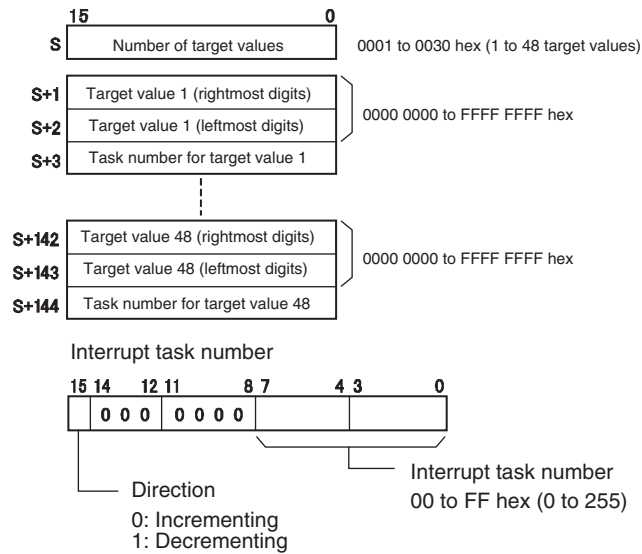 15 0
S Number of target values 0001 to 0030 hex (1 to 48 target values)
S+1 Target value 1 (rightmost digits)
0000 0000 to FFFF FFFF hex
S+2 Target value 1 (leftmost digits)
S+3 Task number for target value 1
S+142 Target value 48 (rightmost digits)
0000 0000 to FFFF FFFF hex
S+143 Target value 48 (leftmost digits)
S+144 Task number for target value 48
Interrupt task number
15 14 12 11 8 7 4 3 0
0 0 0 0 0 0 0
Interrupt task number
00 to FF hex (0 to 255)
Direction
0: Incrementing
1: Decrementing